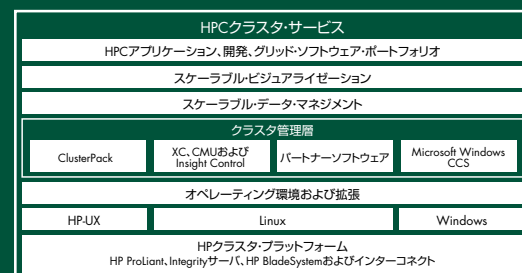 HPCクラスタ・サービス
HPCアプリケーション、開発、グリッド・ソフトウェア・ポートフォリオ
スケーラブル・ビジュアライゼーション
スケーラブル・データ・マネジメント
クラスタ管理層
ClusterPack
XC、CMUおよび
Insight Control
パートナーソフトウェア
Microsoft Windows
CCS
オペレーティング環境および拡張
HP-UX
Linux
Windows
HPクラスタ・プラットフォーム
HP ProLiant、Integrityサーバ、HP BladeSystemおよびインターコネクト